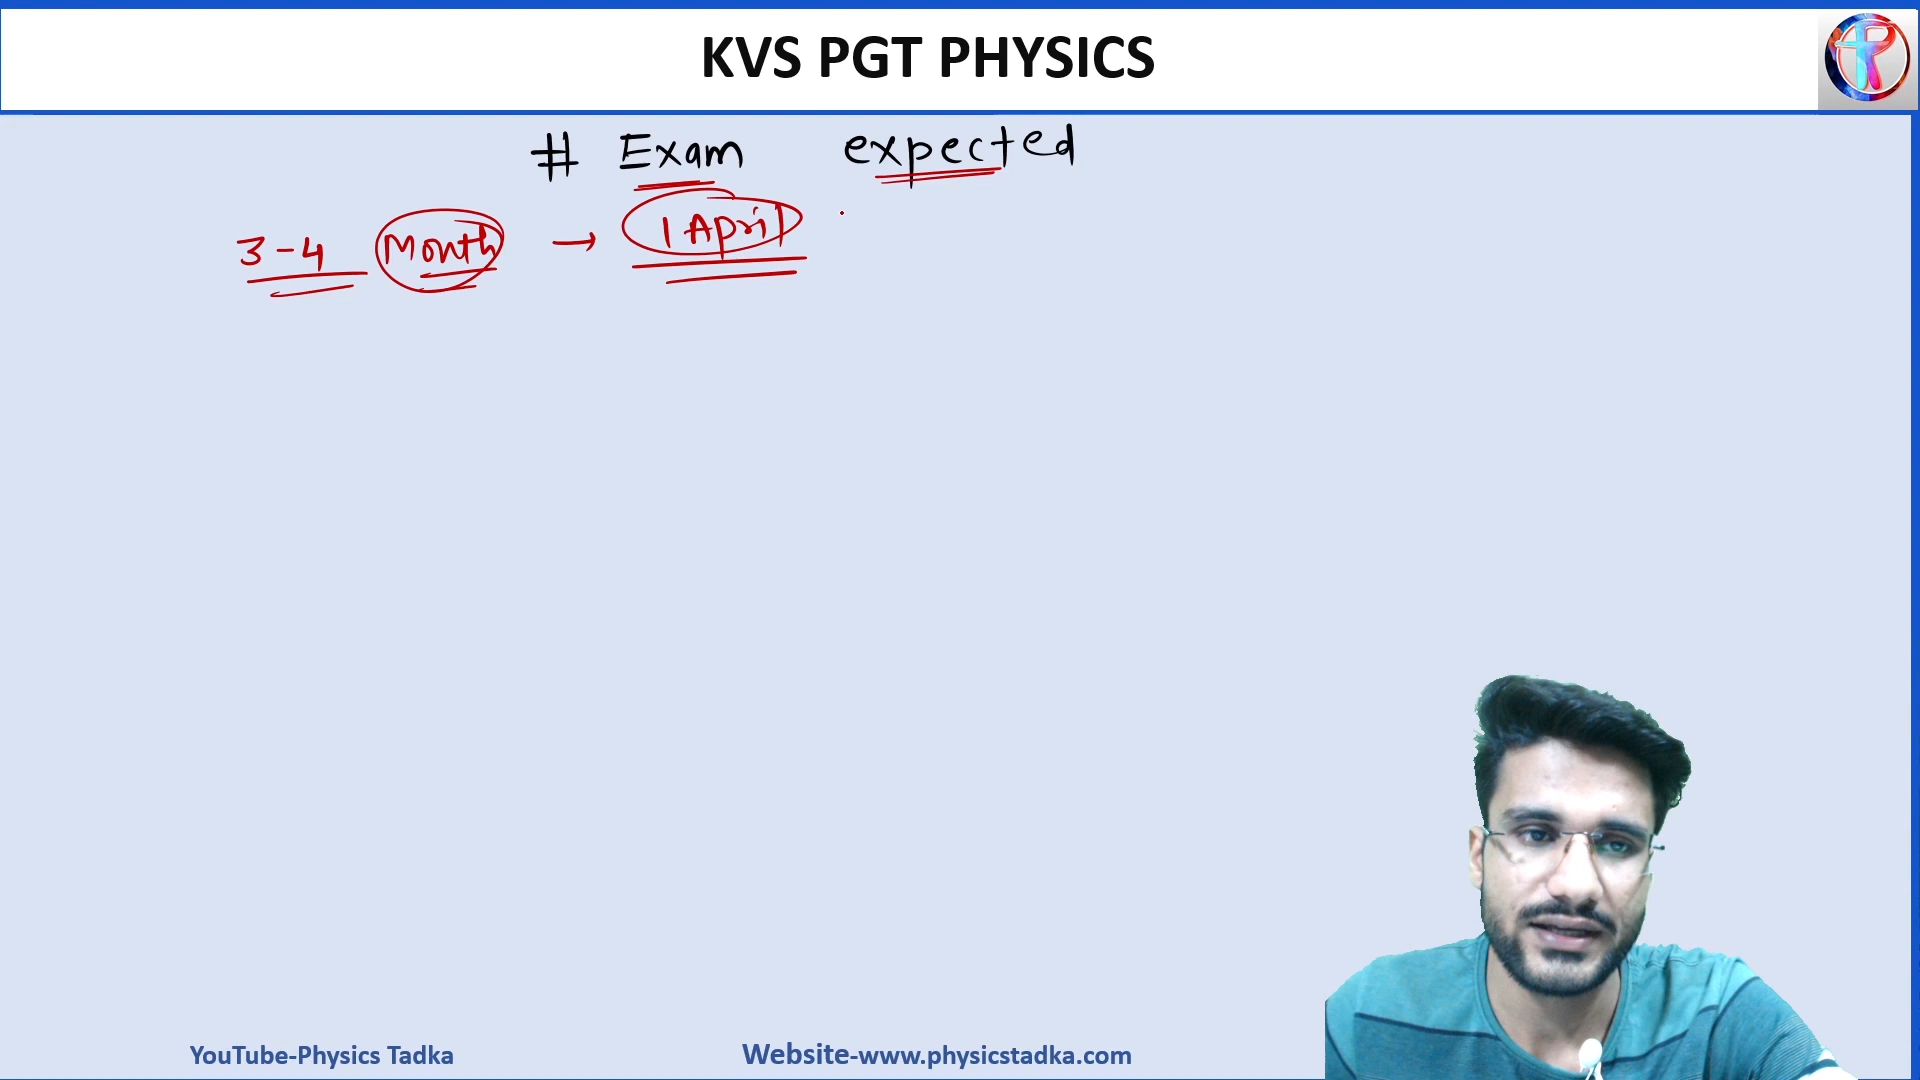 KVS PGT PHYSICS
# Exam expected
3-4 Month → 1 April
YouTube-Physics Tadka
Website-www.physicstadka.com